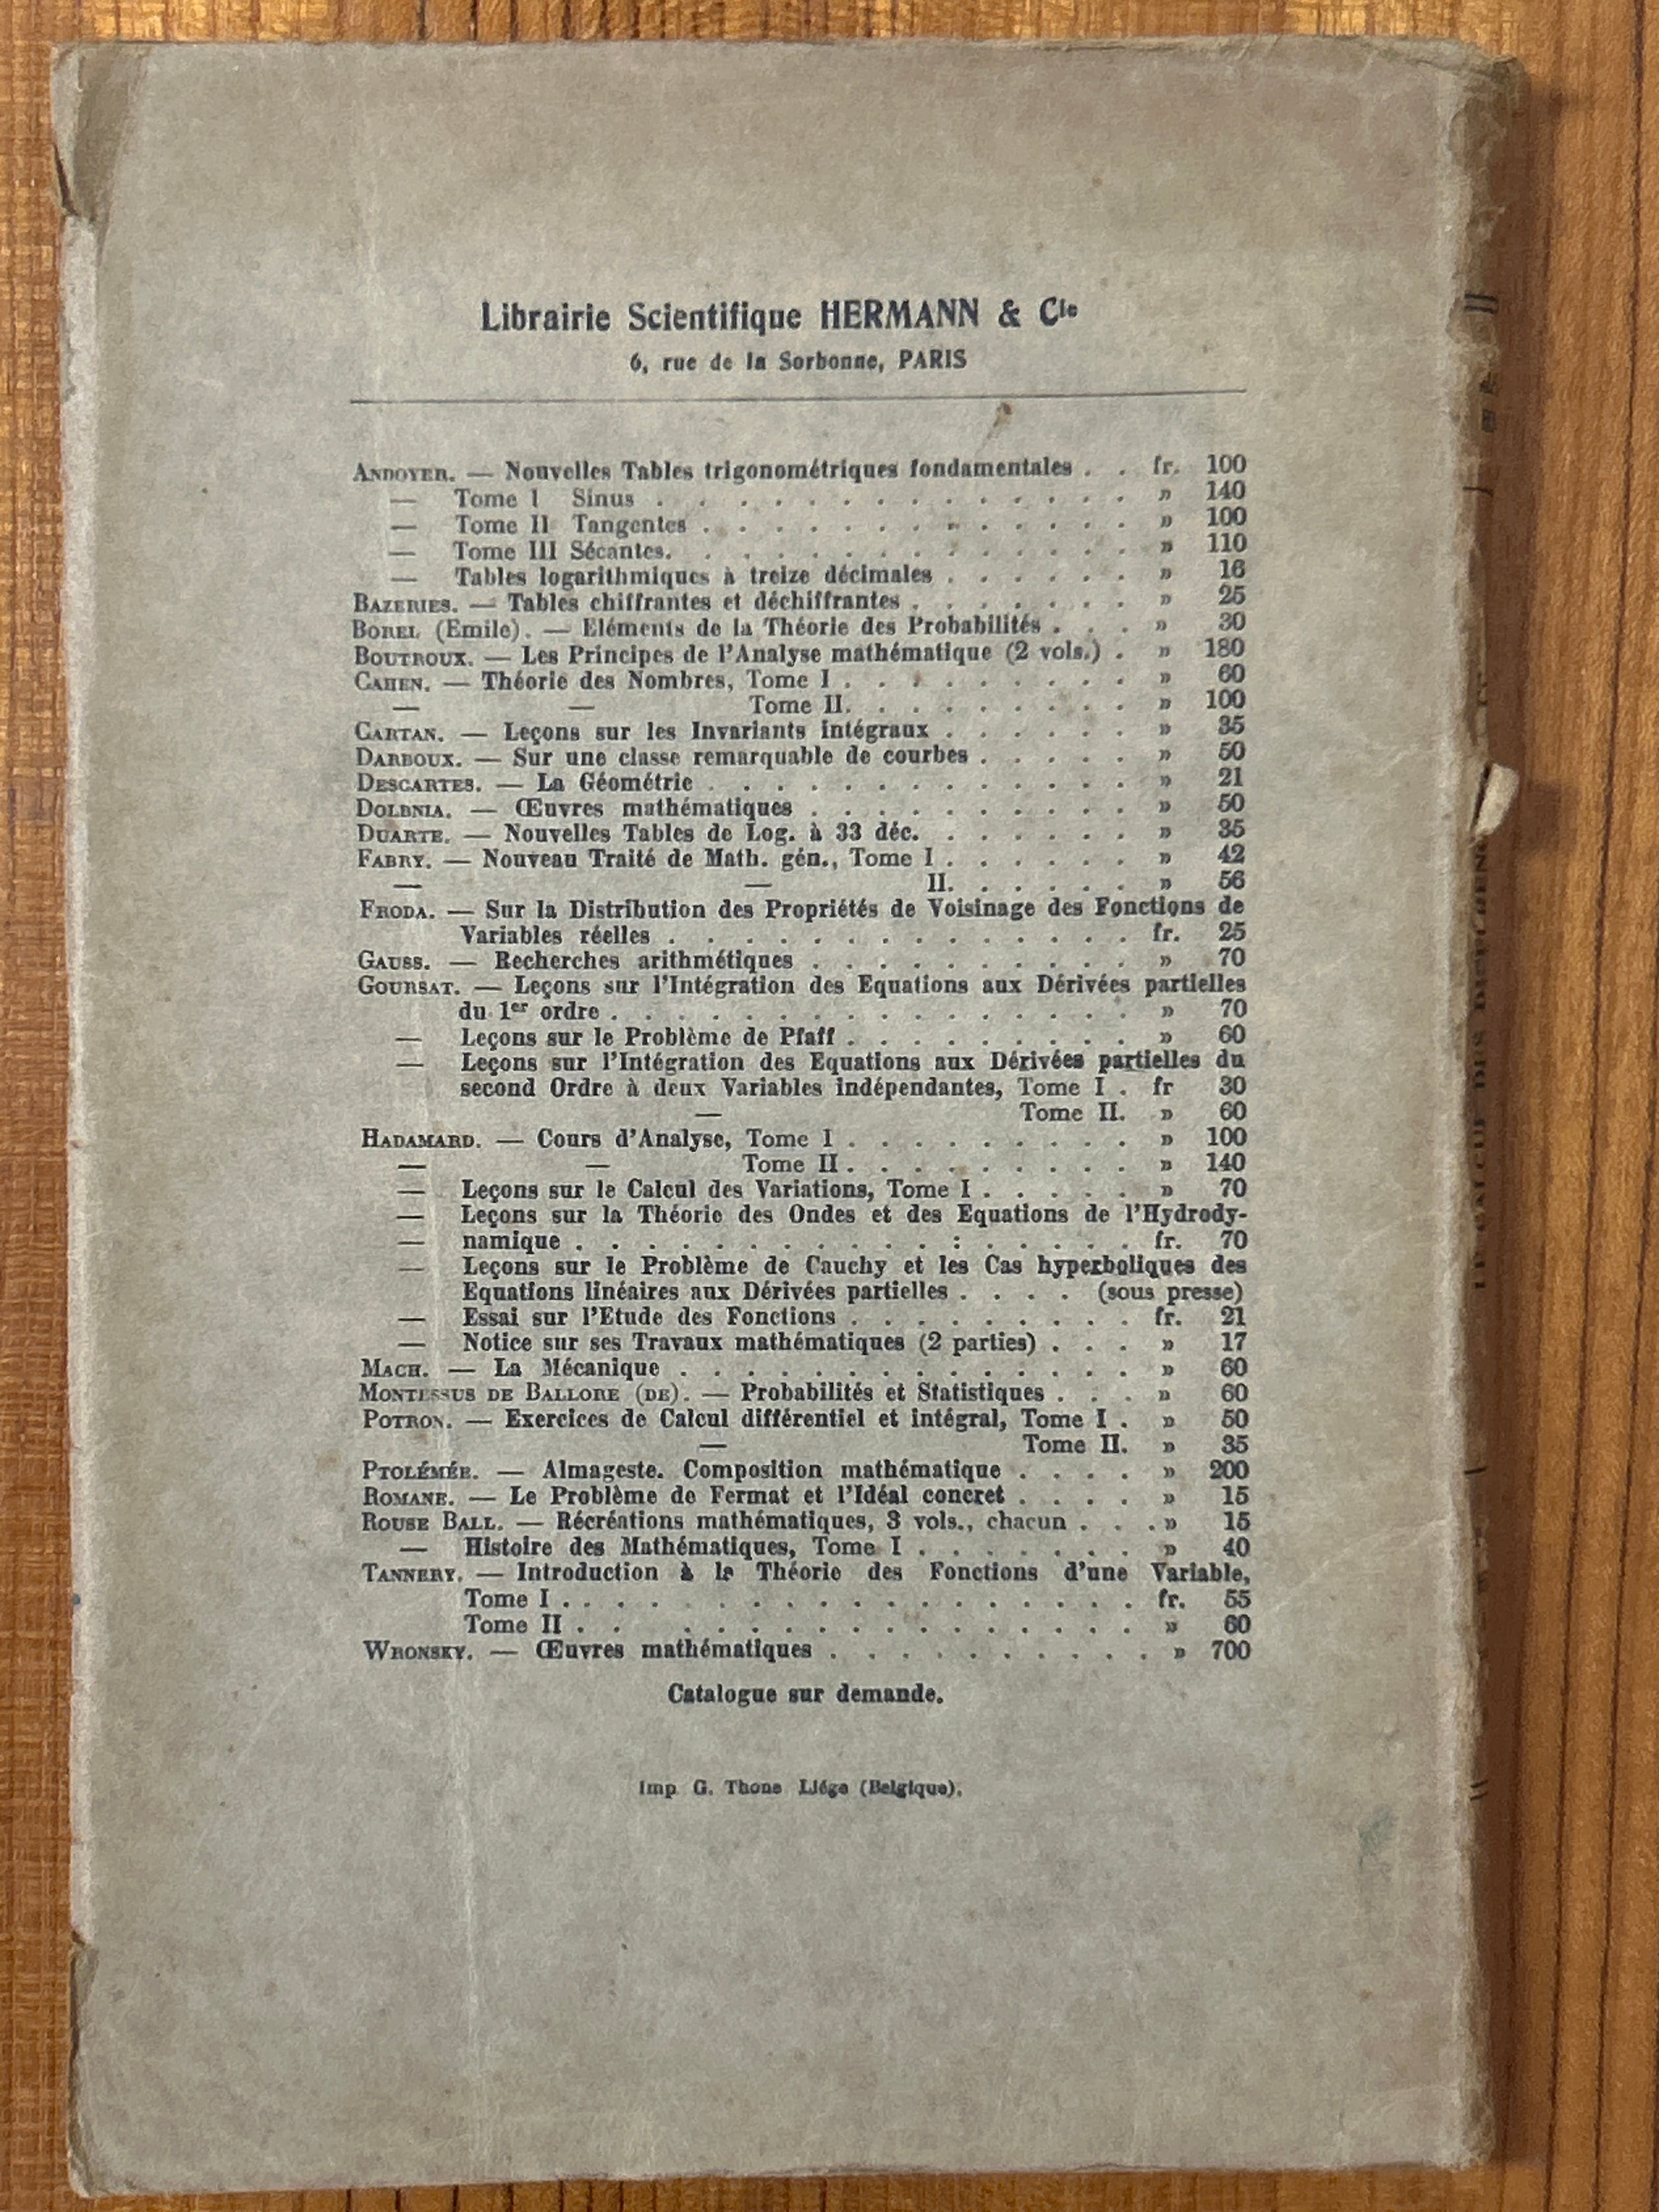 Librairie Scientifique HERMANN & Cie
6, rue de la Sorbonne, PARIS
ANDOYER. — Nouvelles Tables trigonométriques fondamentales . . fr. 100
— Tome I Sinus . . . . . . . . . . . . . . » 140
— Tome II Tangentes . . . . . . . . . . . . . » 100
— Tome III Sécantes. . . . . . . . . . . . . . » 110
— Tables logarithmiques à treize décimales . . . . . . » 16
BAZERIES. — Tables chiffrantes et déchiffrantes . . . . . . . » 25
BOREL (Emile). — Eléments de la Théorie des Probabilités . . . » 30
BOUTROUX. — Les Principes de l'Analyse mathématique (2 vols.) . » 180
CAHEN. — Théorie des Nombres, Tome I . . . . . . . . . » 60
— — Tome II. . . . . . . . . » 100
CARTAN. — Leçons sur les Invariants intégraux . . . . . . » 35
DARBOUX. — Sur une classe remarquable de courbes . . . . . » 50
DESCARTES. — La Géométrie . . . . . . . . . . . . . » 21
DOLBNIA. — Œuvres mathématiques . . . . . . . . . . » 50
DUARTE. — Nouvelles Tables de Log. à 33 déc. . . . . . . » 35
FABRY. — Nouveau Traité de Math. gén., Tome I . . . . . . » 42
— — II. . . . . . » 56
FRODA. — Sur la Distribution des Propriétés de Voisinage des Fonctions de
Variables réelles . . . . . . . . . . . . . . fr. 25
GAUSS. — Recherches arithmétiques . . . . . . . . . . » 70
GOURSAT. — Leçons sur l'Intégration des Equations aux Dérivées partielles
du 1er ordre . . . . . . . . . . . . . . . . » 70
— Leçons sur le Problème de Pfaff . . . . . . . . . » 60
— Leçons sur l'Intégration des Equations aux Dérivées partielles du
second Ordre à deux Variables indépendantes, Tome I . fr 30
— Tome II. » 60
HADAMARD. — Cours d'Analyse, Tome I . . . . . . . . . » 100
— — Tome II . . . . . . . . . » 140
— Leçons sur le Calcul des Variations, Tome I . . . . . » 70
— Leçons sur la Théorie des Ondes et des Equations de l'Hydrody-
— namique . . . . . . . . . . . : . . . . . fr. 70
— Leçons sur le Problème de Cauchy et les Cas hyperboliques des
Equations linéaires aux Dérivées partielles . . . . (sous presse)
— Essai sur l'Etude des Fonctions . . . . . . . . . fr. 21
— Notice sur ses Travaux mathématiques (2 parties) . . . » 17
MACH. — La Mécanique . . . . . . . . . . . . . » 60
MONTESSUS DE BALLORE (DE). — Probabilités et Statistiques . . . » 60
POTRON. — Exercices de Calcul différentiel et intégral, Tome I . » 50
— Tome II. » 35
PTOLÉMÉE. — Almageste. Composition mathématique . . . . » 200
ROMANE. — Le Problème de Fermat et l'Idéal concret . . . . » 15
ROUSE BALL. — Récréations mathématiques, 3 vols., chacun . . . » 15
— Histoire des Mathématiques, Tome I . . . . . . . » 40
TANNERY. — Introduction à la Théorie des Fonctions d'une Variable,
Tome I . . . . . . . . . . . . . . . . . fr. 55
Tome II . . . . . . . . . . . . . . . . . » 60
WRONSKY. — Œuvres mathématiques . . . . . . . . . . » 700
Catalogue sur demande.
Imp G. Thone Liége (Belgique).